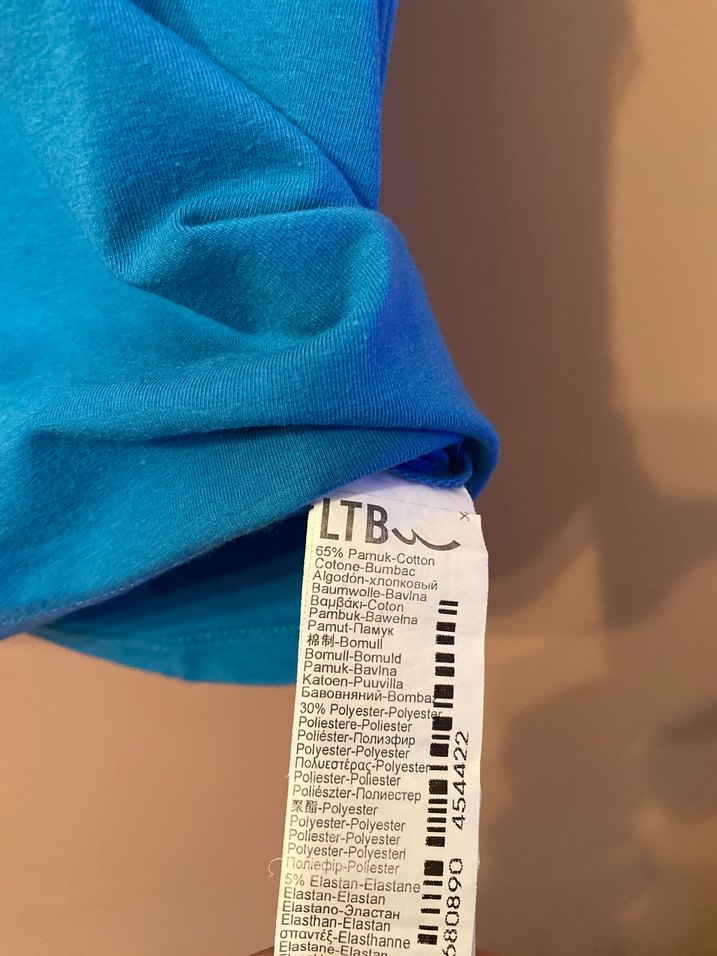 LTB
65% Pamuk-Cotton
Cotone-Bumbac
Algodón-хлопковый
Baumwolle-Bavlna
Βαμβάκι-Coton
Pambuk-Bawełna
Pamut-Памук
棉制-Bomull
Bomull-Bomuld
Pamuk-Bavlna
Katoen-Puuvilla
Бавовняний-Bombaž
30% Polyester-Polyester
Poliestere-Poliester
Poliéster-Полиэфир
Polyester-Polyester
Πολυεστέρας-Polyester
Poliester-Poliester
Poliészter-Полиестер
聚酯-Polyester
Polyester-Polyester
Poliester-Polyester
Polyester-Polyesteri
Поліефір-Poliester
5% Elastan-Elastane
Elastan-Elastan
Elastano-Эластан
Elasthan-Elastan
σπαντέξ-Elasthanne
Elastane-Elastan
680890 454422